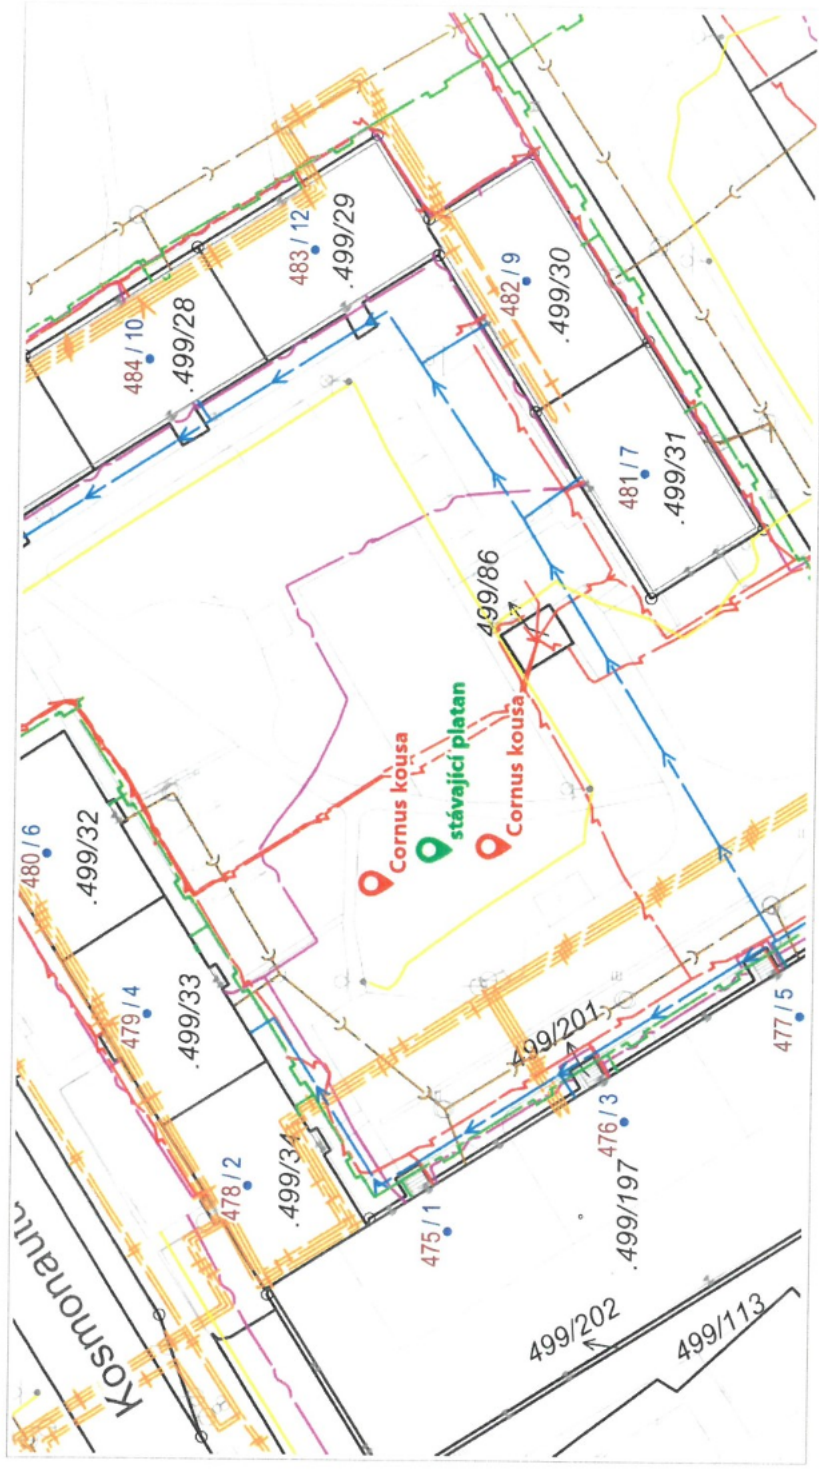 483 / 12
.499/29
484 / 10
.499/28
482 / 9
.499/30
481 / 7
.499/31
499/86
Cornus kousa
stávající platan
Cornus kousa
480 / 6
.499/32
479 / 4
.499/33
478 / 2
.499/34
499/201
477 / 5
476 / 3
475 / 1
.499/197
Kosmonautů
499/202
499/113